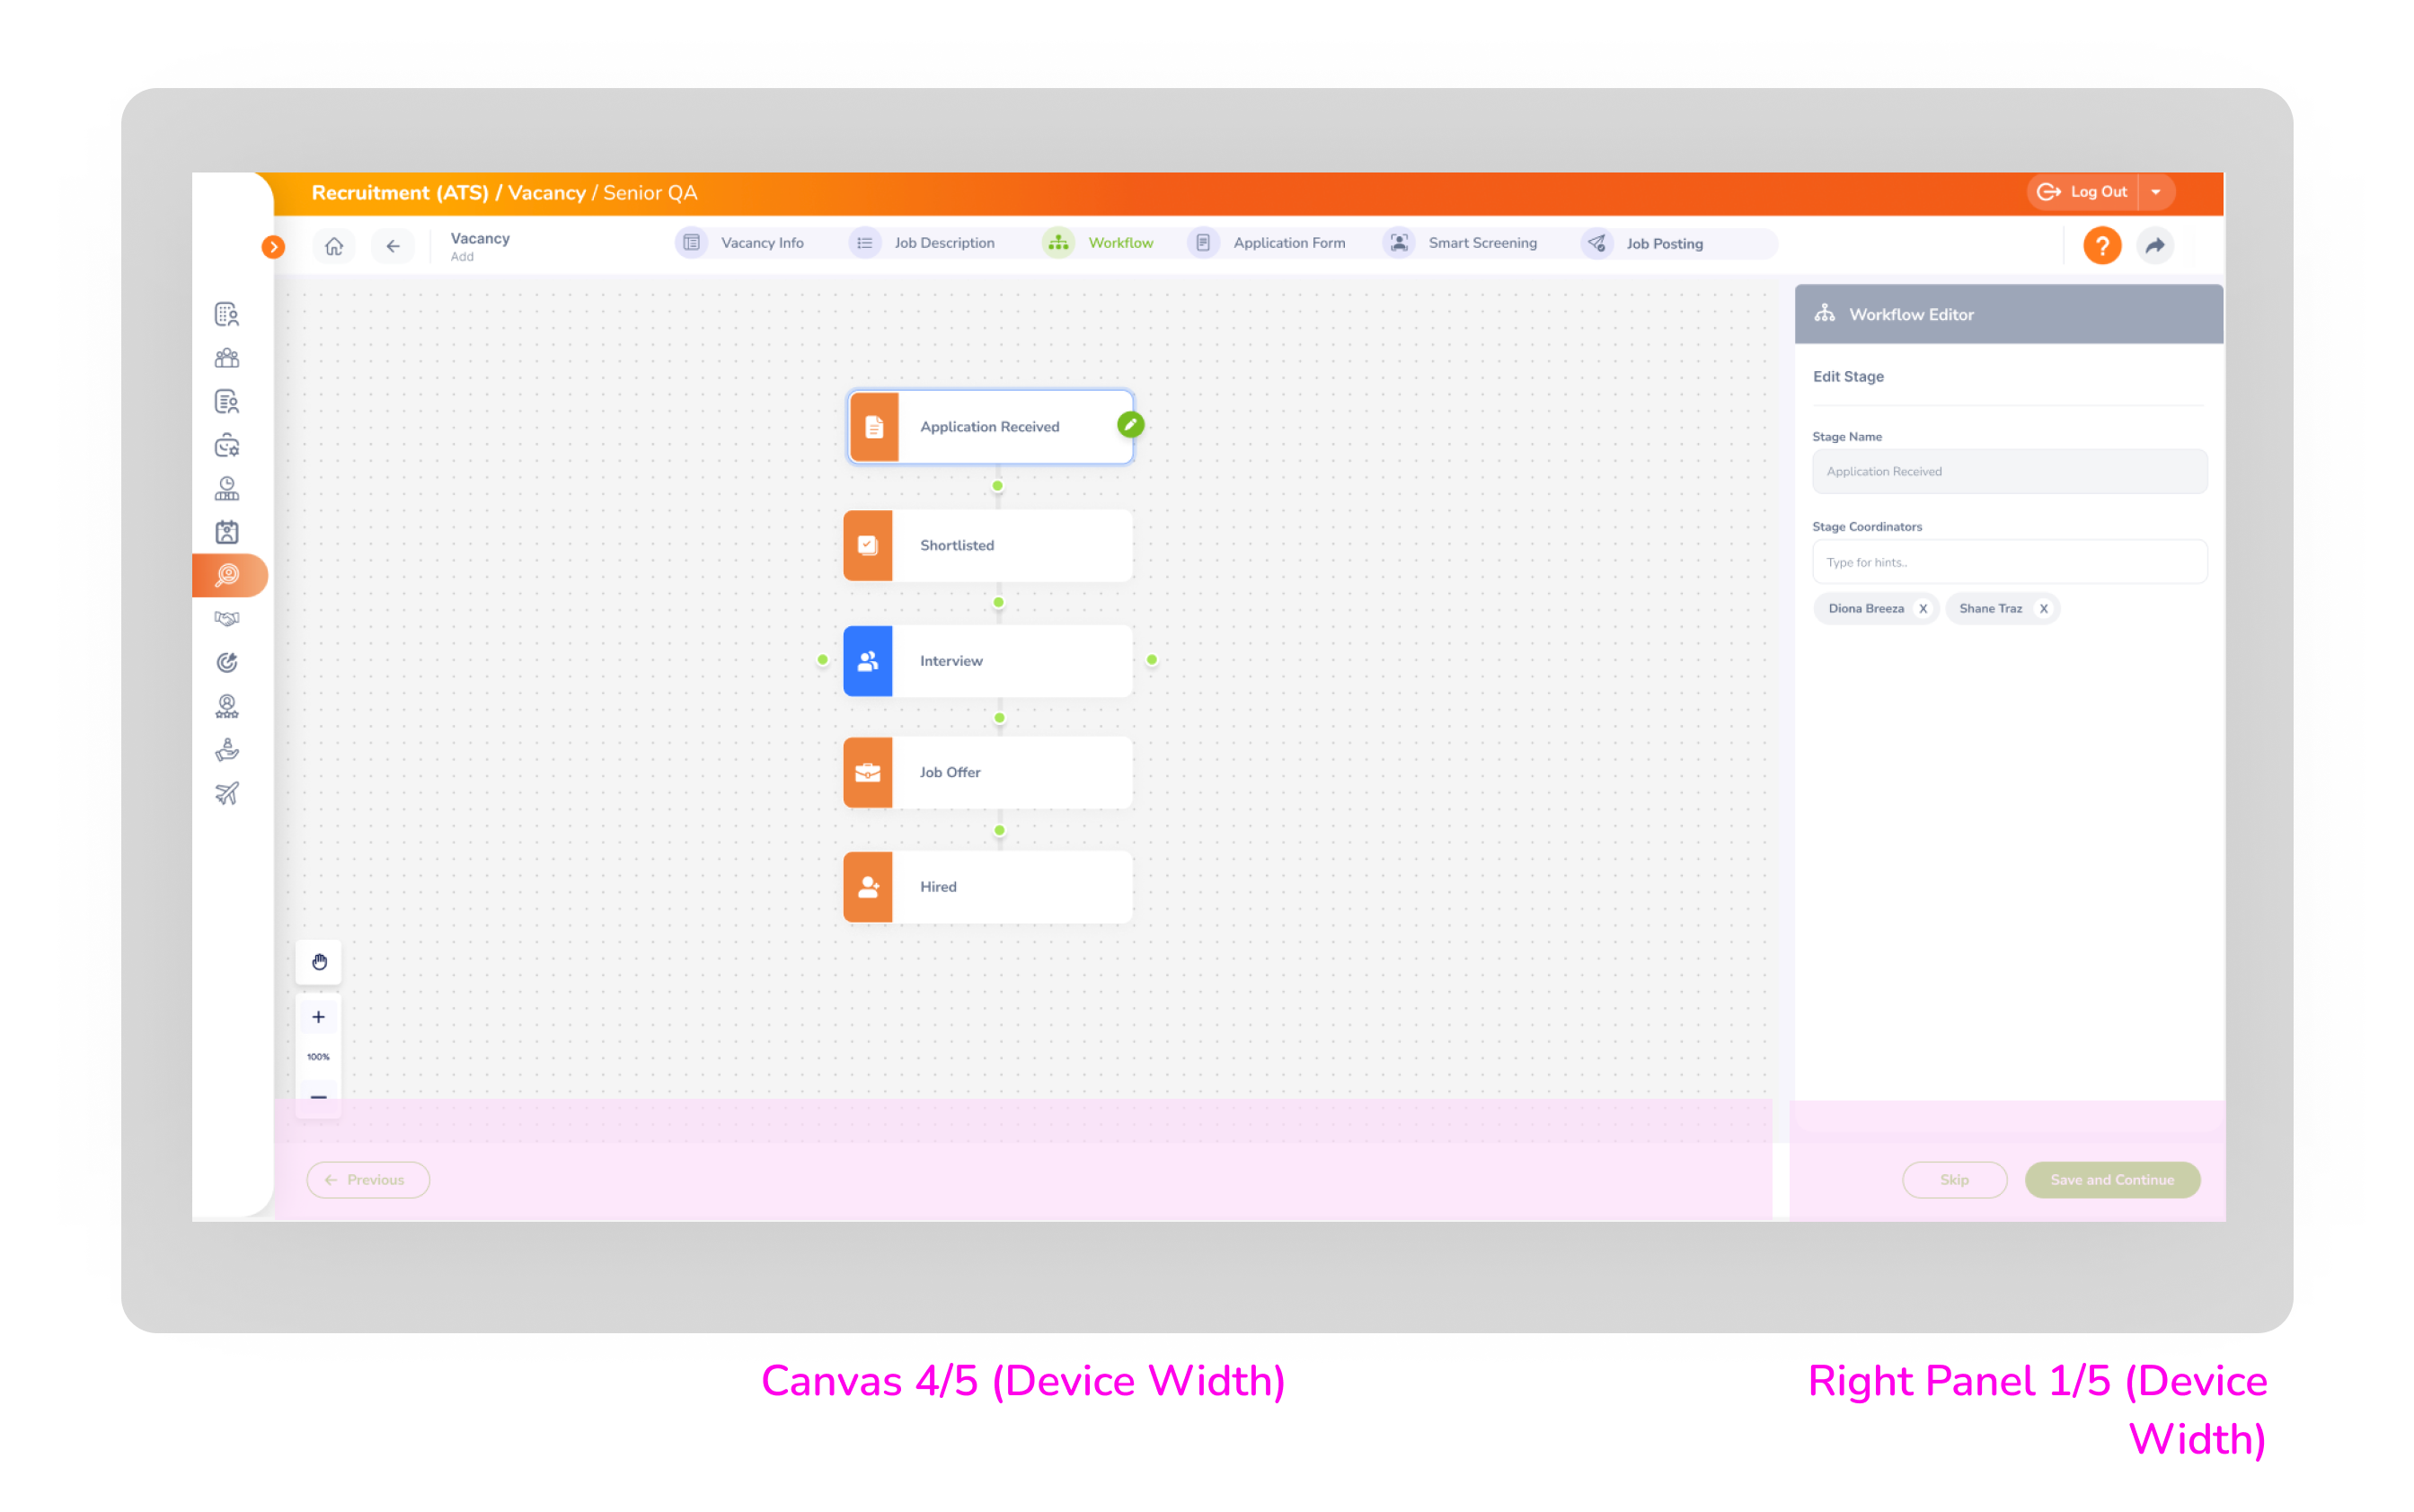 Recruitment (ATS) / Vacancy / Senior QA
Log Out
Vacancy
Add
Vacancy Info
Job Description
Workflow
Application Form
Smart Screening
Job Posting
?
Workflow Editor
Edit Stage
Stage Name
Application Received
Stage Coordinators
Type for hints..
Diona Breeza X
Shane Traz X
Application Received
Shortlisted
Interview
Job Offer
Hired
+
100%
−
← Previous
Skip
Save and Continue
Canvas 4/5 (Device Width)
Right Panel 1/5 (Device
Width)